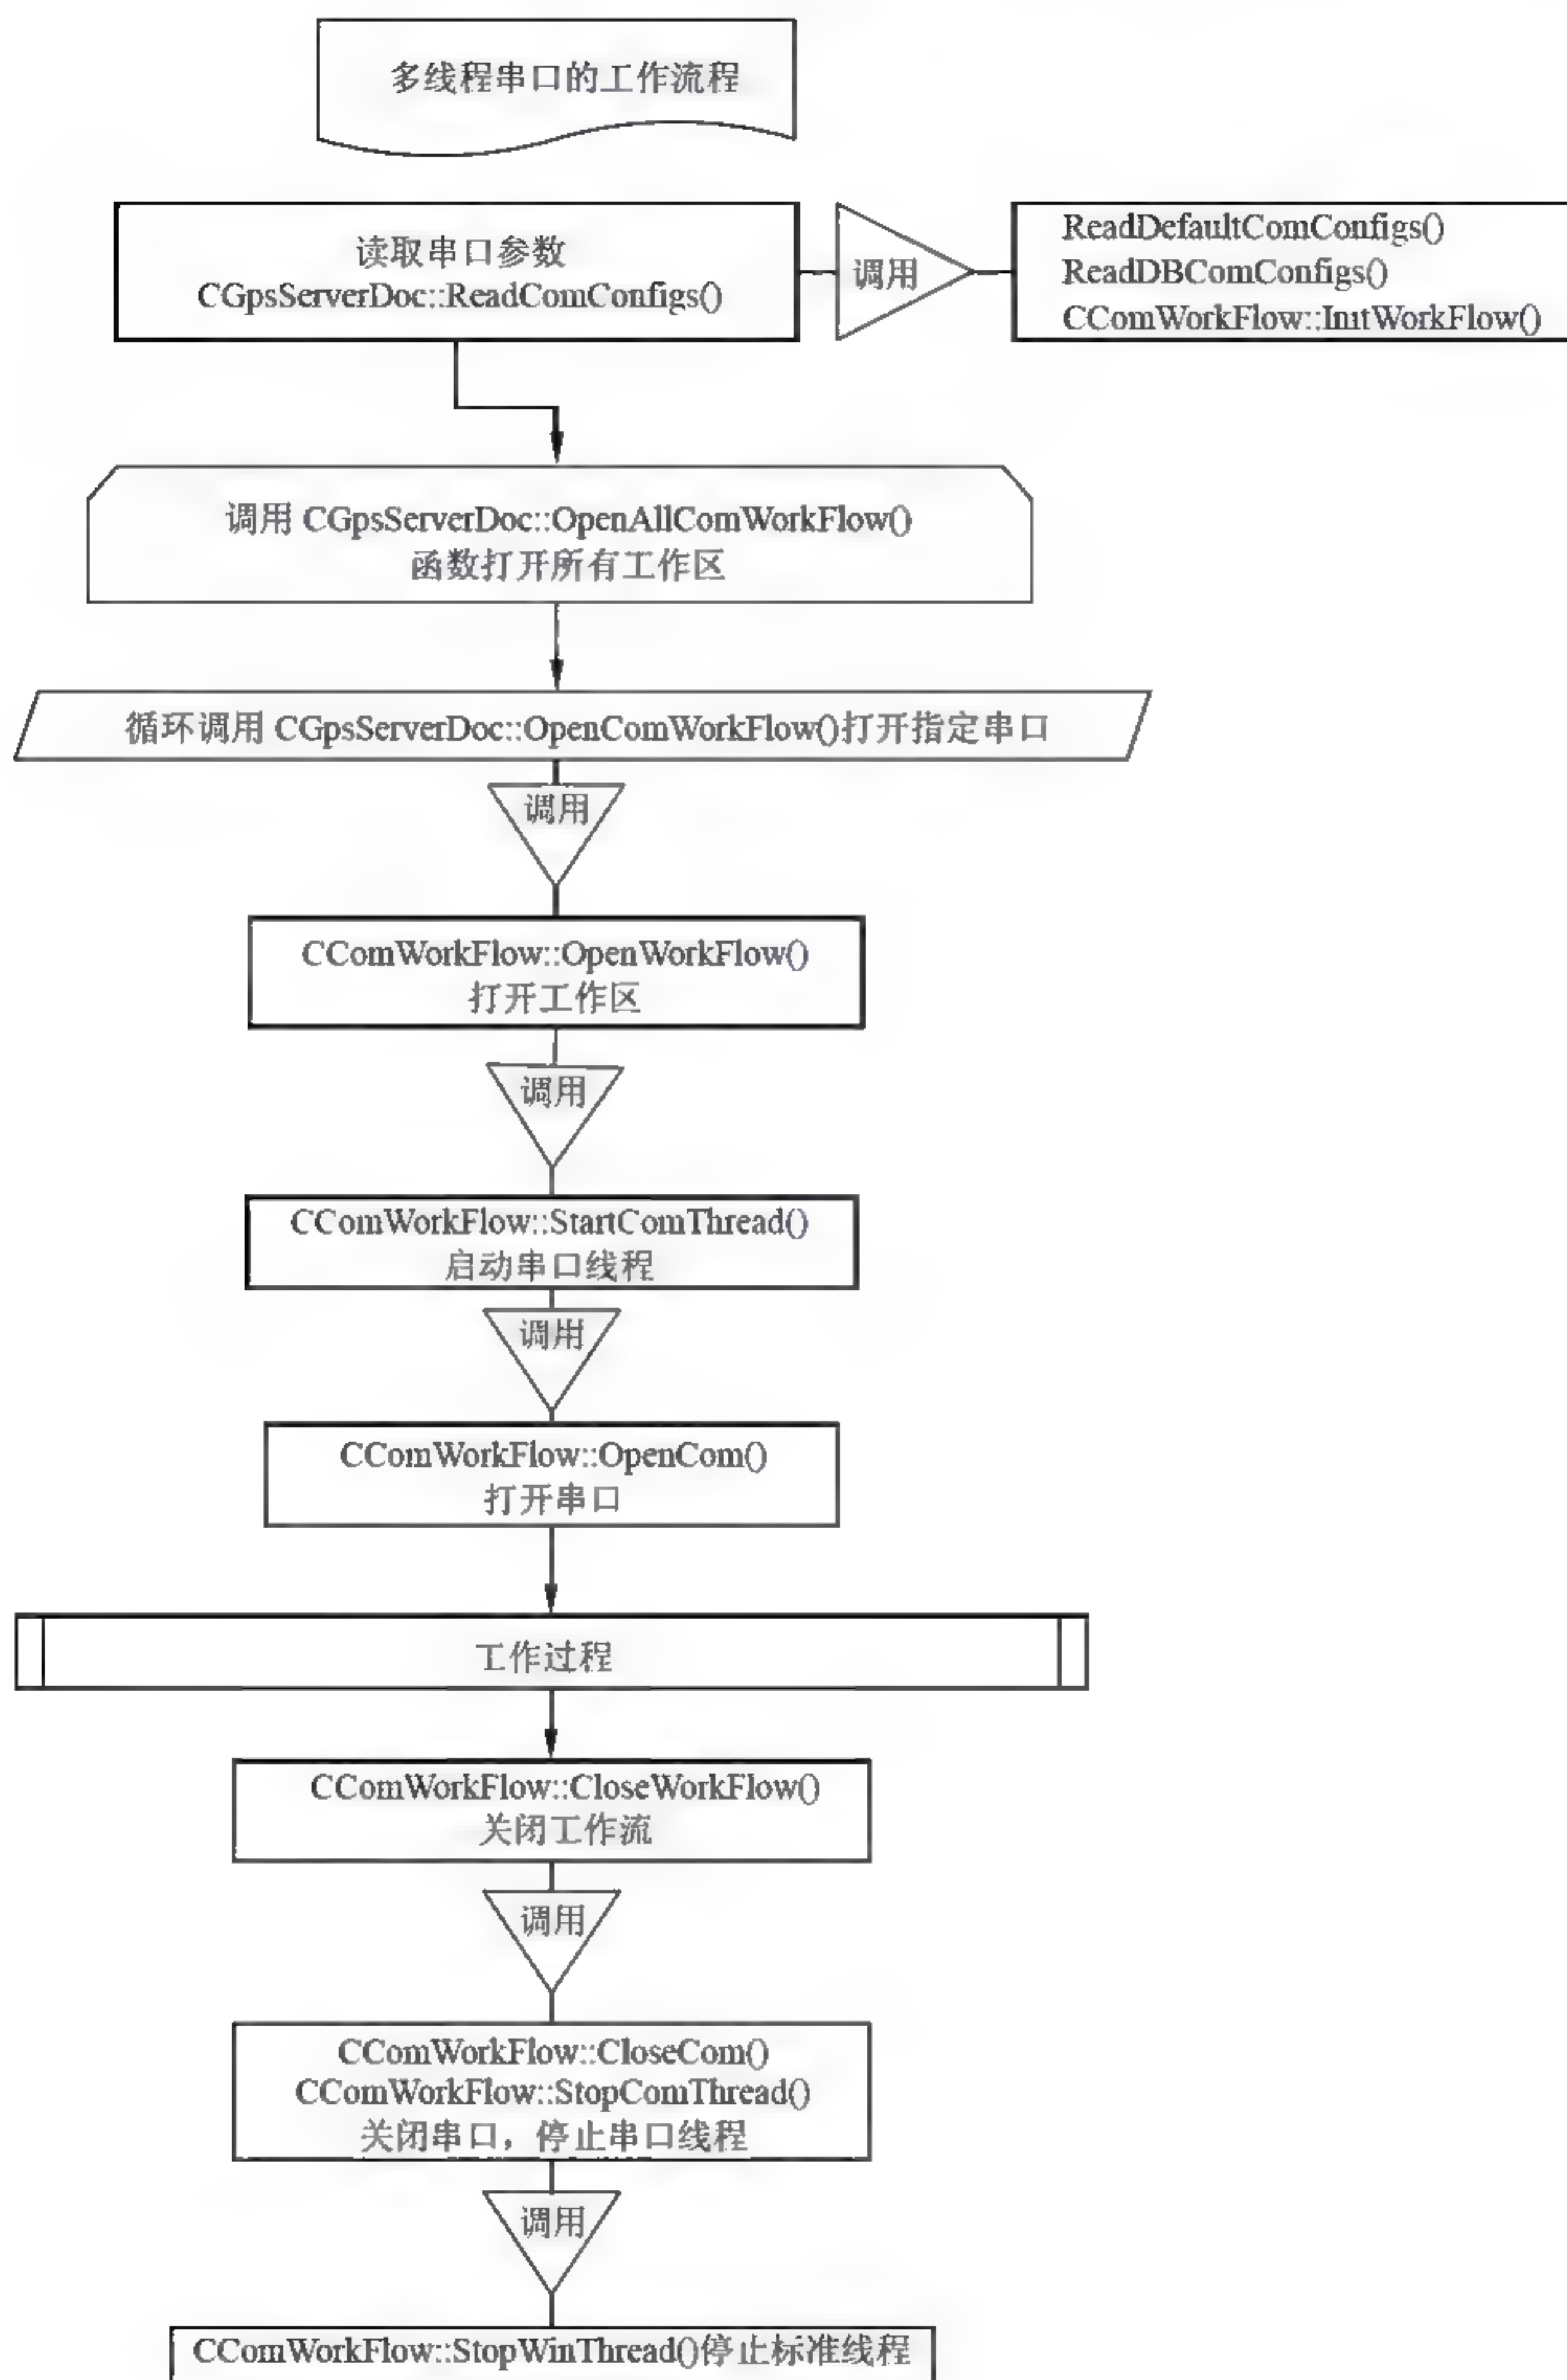 多线程串口的工作流程
读取串口参数
CGpsServerDoc::ReadComConfigs()
调用
ReadDefaultComConfigs()
ReadDBComConfigs()
CComWorkFlow::InitWorkFlow()
调用 CGpsServerDoc::OpenAllComWorkFlow()
函数打开所有工作区
循环调用 CGpsServerDoc::OpenComWorkFlow()打开指定串口
调用
CComWorkFlow::OpenWorkFlow()
打开工作区
调用
CComWorkFlow::StartComThread()
启动串口线程
调用
CComWorkFlow::OpenCom()
打开串口
工作过程
CComWorkFlow::CloseWorkFlow()
关闭工作流
调用
CComWorkFlow::CloseCom()
CComWorkFlow::StopComThread()
关闭串口，停止串口线程
调用
CComWorkFlow::StopWinThread()停止标准线程